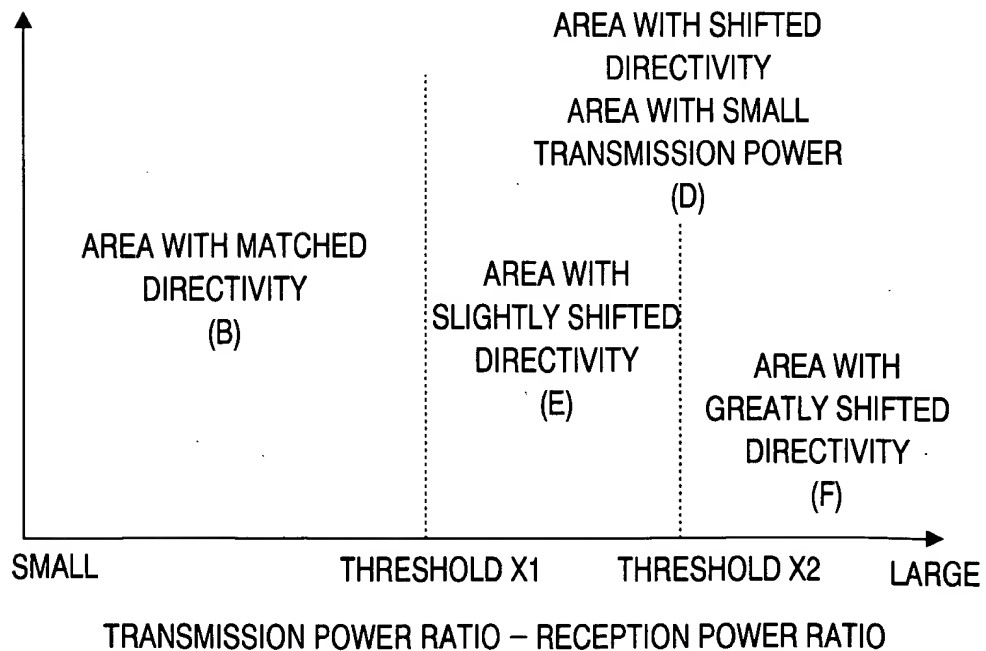 AREA WITH SHIFTED
DIRECTIVITY
AREA WITH SMALL
TRANSMISSION POWER
(D)
AREA WITH MATCHED
DIRECTIVITY
(B)
AREA WITH
SLIGHTLY SHIFTED
DIRECTIVITY
(E)
AREA WITH
GREATLY SHIFTED
DIRECTIVITY
(F)
SMALL
THRESHOLD X1
THRESHOLD X2
LARGE
TRANSMISSION POWER RATIO – RECEPTION POWER RATIO